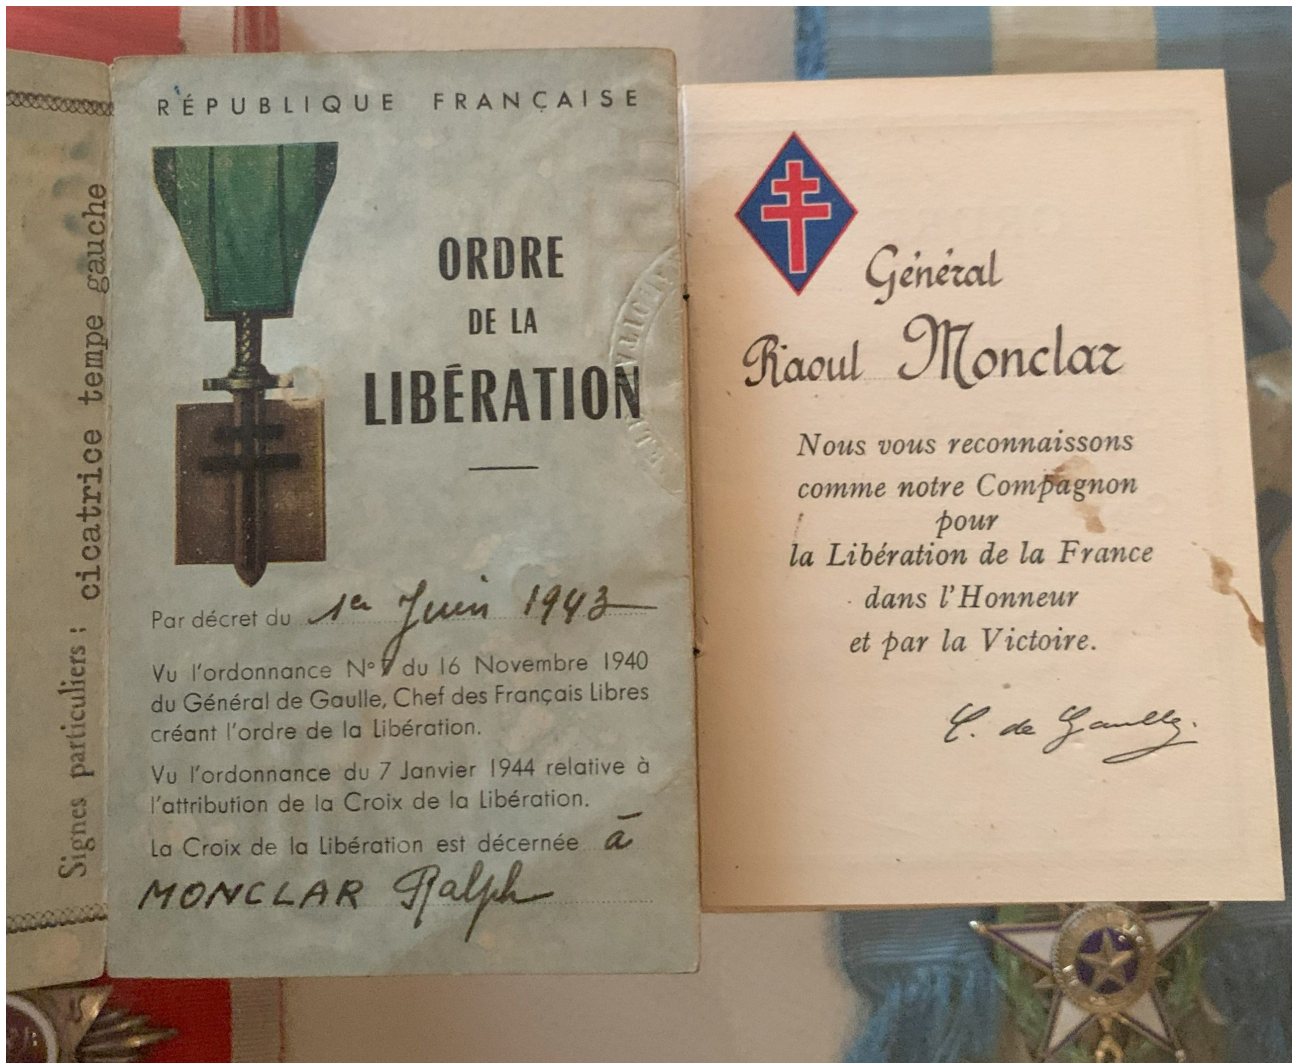 Signes particuliers : cicatrice tempe gauche
RÉPUBLIQUE FRANÇAISE
ORDRE
DE LA
LIBÉRATION
Par décret du 1er Juin 1943
Vu l'ordonnance N° 7 du 16 Novembre 1940
du Général de Gaulle, Chef des Français Libres
créant l'ordre de la Libération.
Vu l'ordonnance du 7 Janvier 1944 relative à
l'attribution de la Croix de la Libération.
La Croix de la Libération est décernée à
MONCLAR Ralph
Général
Raoul Monclar
Nous vous reconnaissons
comme notre Compagnon
pour
la Libération de la France
dans l'Honneur
et par la Victoire.
C. de Gaulle.